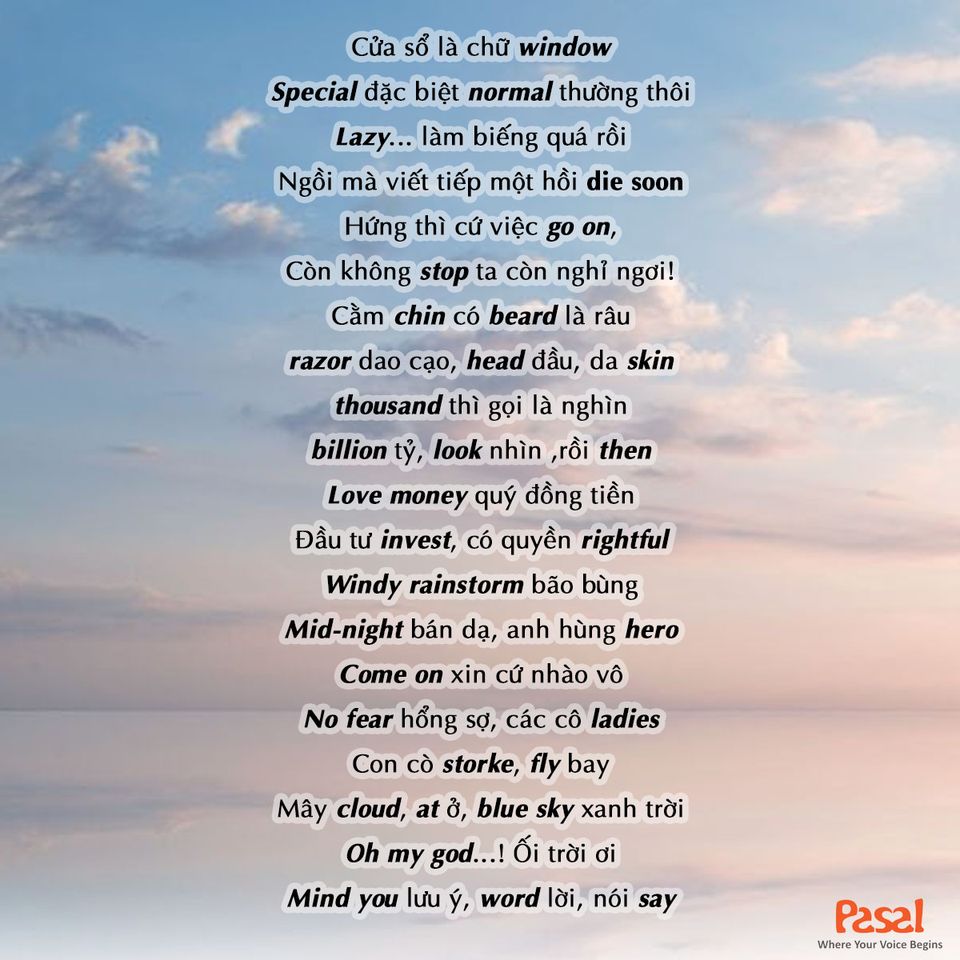 Cửa sổ là chữ window
Special đặc biệt normal thường thôi
Lazy... làm biếng quá rồi
Ngồi mà viết tiếp một hồi die soon
Hứng thì cứ việc go on,
Còn không stop ta còn nghỉ ngơi!
Cằm chin có beard là râu
razor dao cạo, head đầu, da skin
thousand thì gọi là nghìn
billion tỷ, look nhìn ,rồi then
Love money quý đồng tiền
Đầu tư invest, có quyền rightful
Windy rainstorm bão bùng
Mid-night bán dạ, anh hùng hero
Come on xin cứ nhào vô
No fear hổng sợ, các cô ladies
Con cò storke, fly bay
Mây cloud, at ở, blue sky xanh trời
Oh my god...! Ối trời ơi
Mind you lưu ý, word lời, nói say
Pasal
Where Your Voice Begins